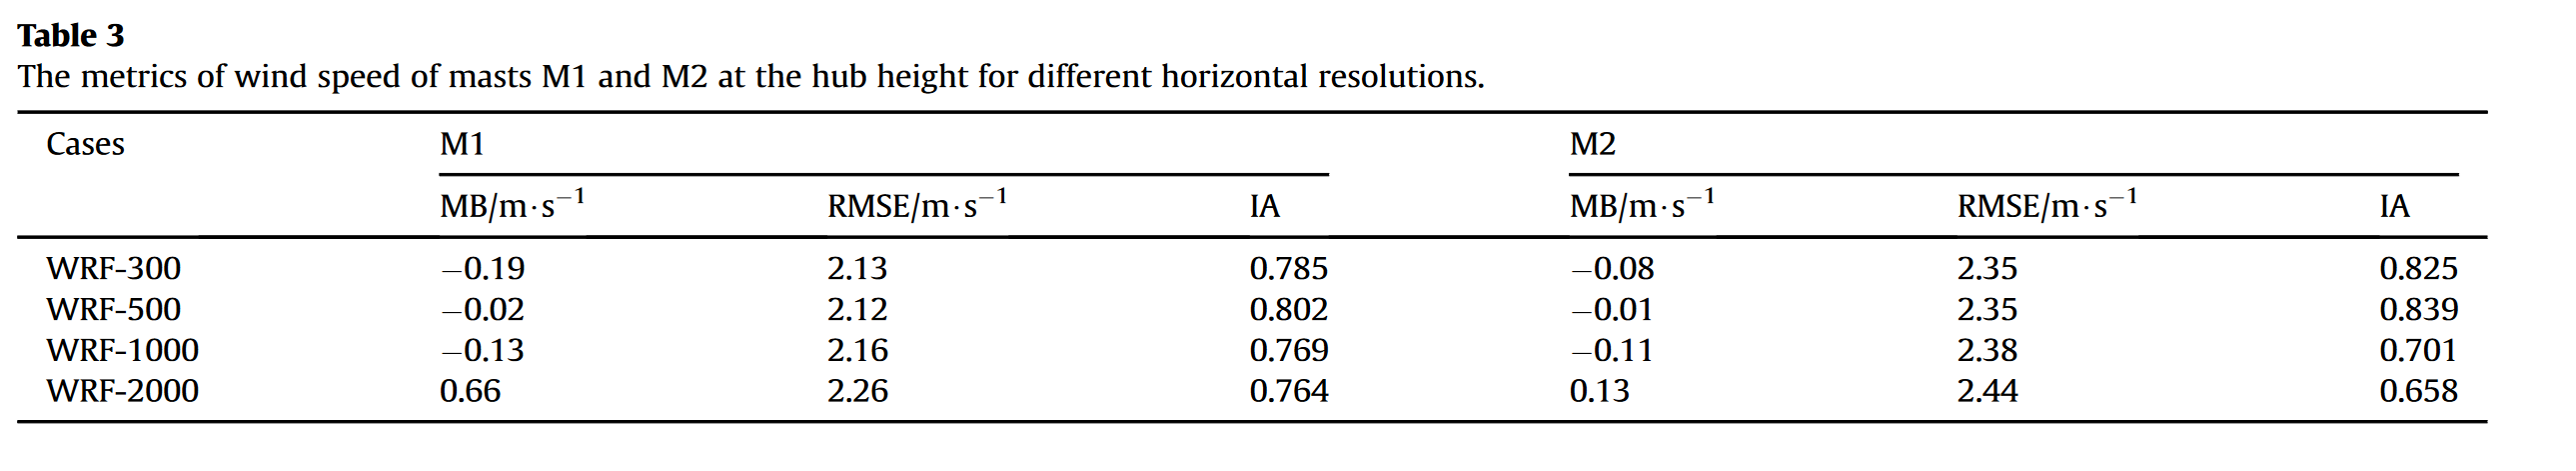 Table 3
The metrics of wind speed of masts M1 and M2 at the hub height for different horizontal resolutions.
Cases M1 M2
MB/m·s⁻¹ RMSE/m·s⁻¹ IA MB/m·s⁻¹ RMSE/m·s⁻¹ IA
WRF-300 −0.19 2.13 0.785 −0.08 2.35 0.825
WRF-500 −0.02 2.12 0.802 −0.01 2.35 0.839
WRF-1000 −0.13 2.16 0.769 −0.11 2.38 0.701
WRF-2000 0.66 2.26 0.764 0.13 2.44 0.658